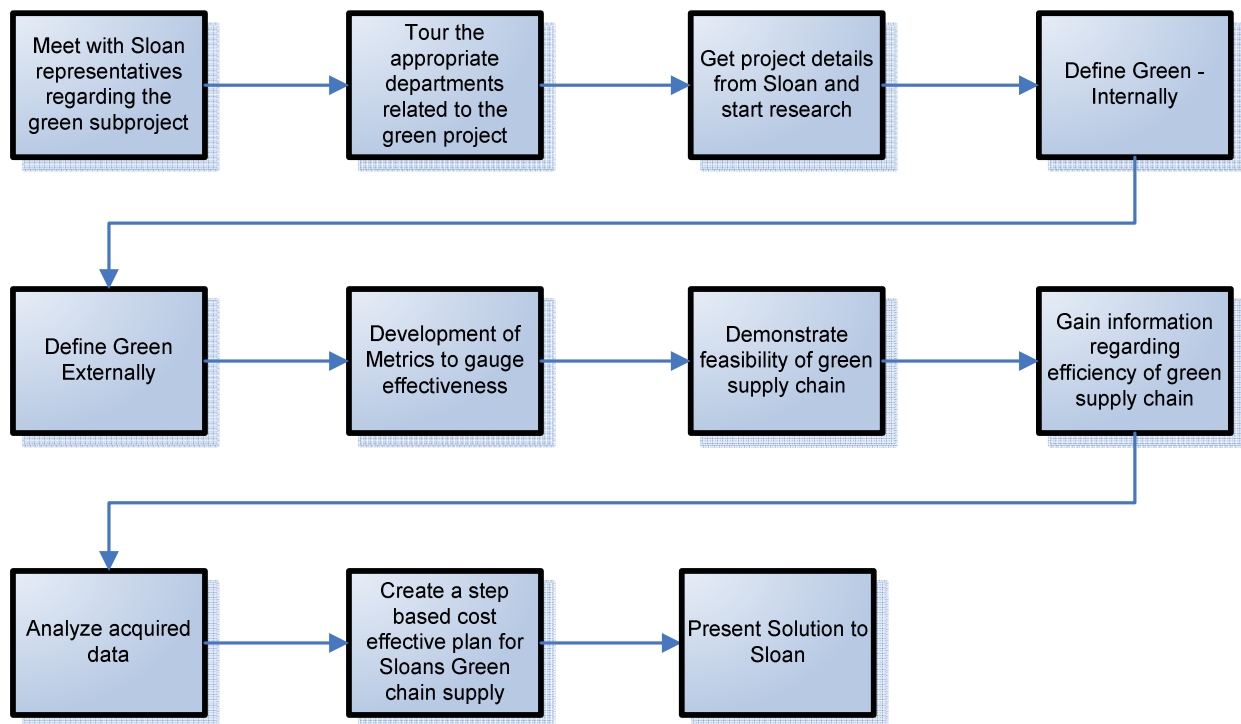 Meet with Sloan
representatives
regarding the
green subproject
Tour the
appropriate
departments
related to the
green project
Get project details
from Sloan and
start research
Define Green -
Internally
Define Green
Externally
Development of
Metrics to gauge
effectiveness
Demonstrate
feasibility of green
supply chain
Gain information
regarding
efficiency of green
supply chain
Analyze acquired
data
Create a step
based cost
effective plan for
Sloans Green
chain supply
Present Solution to
Sloan